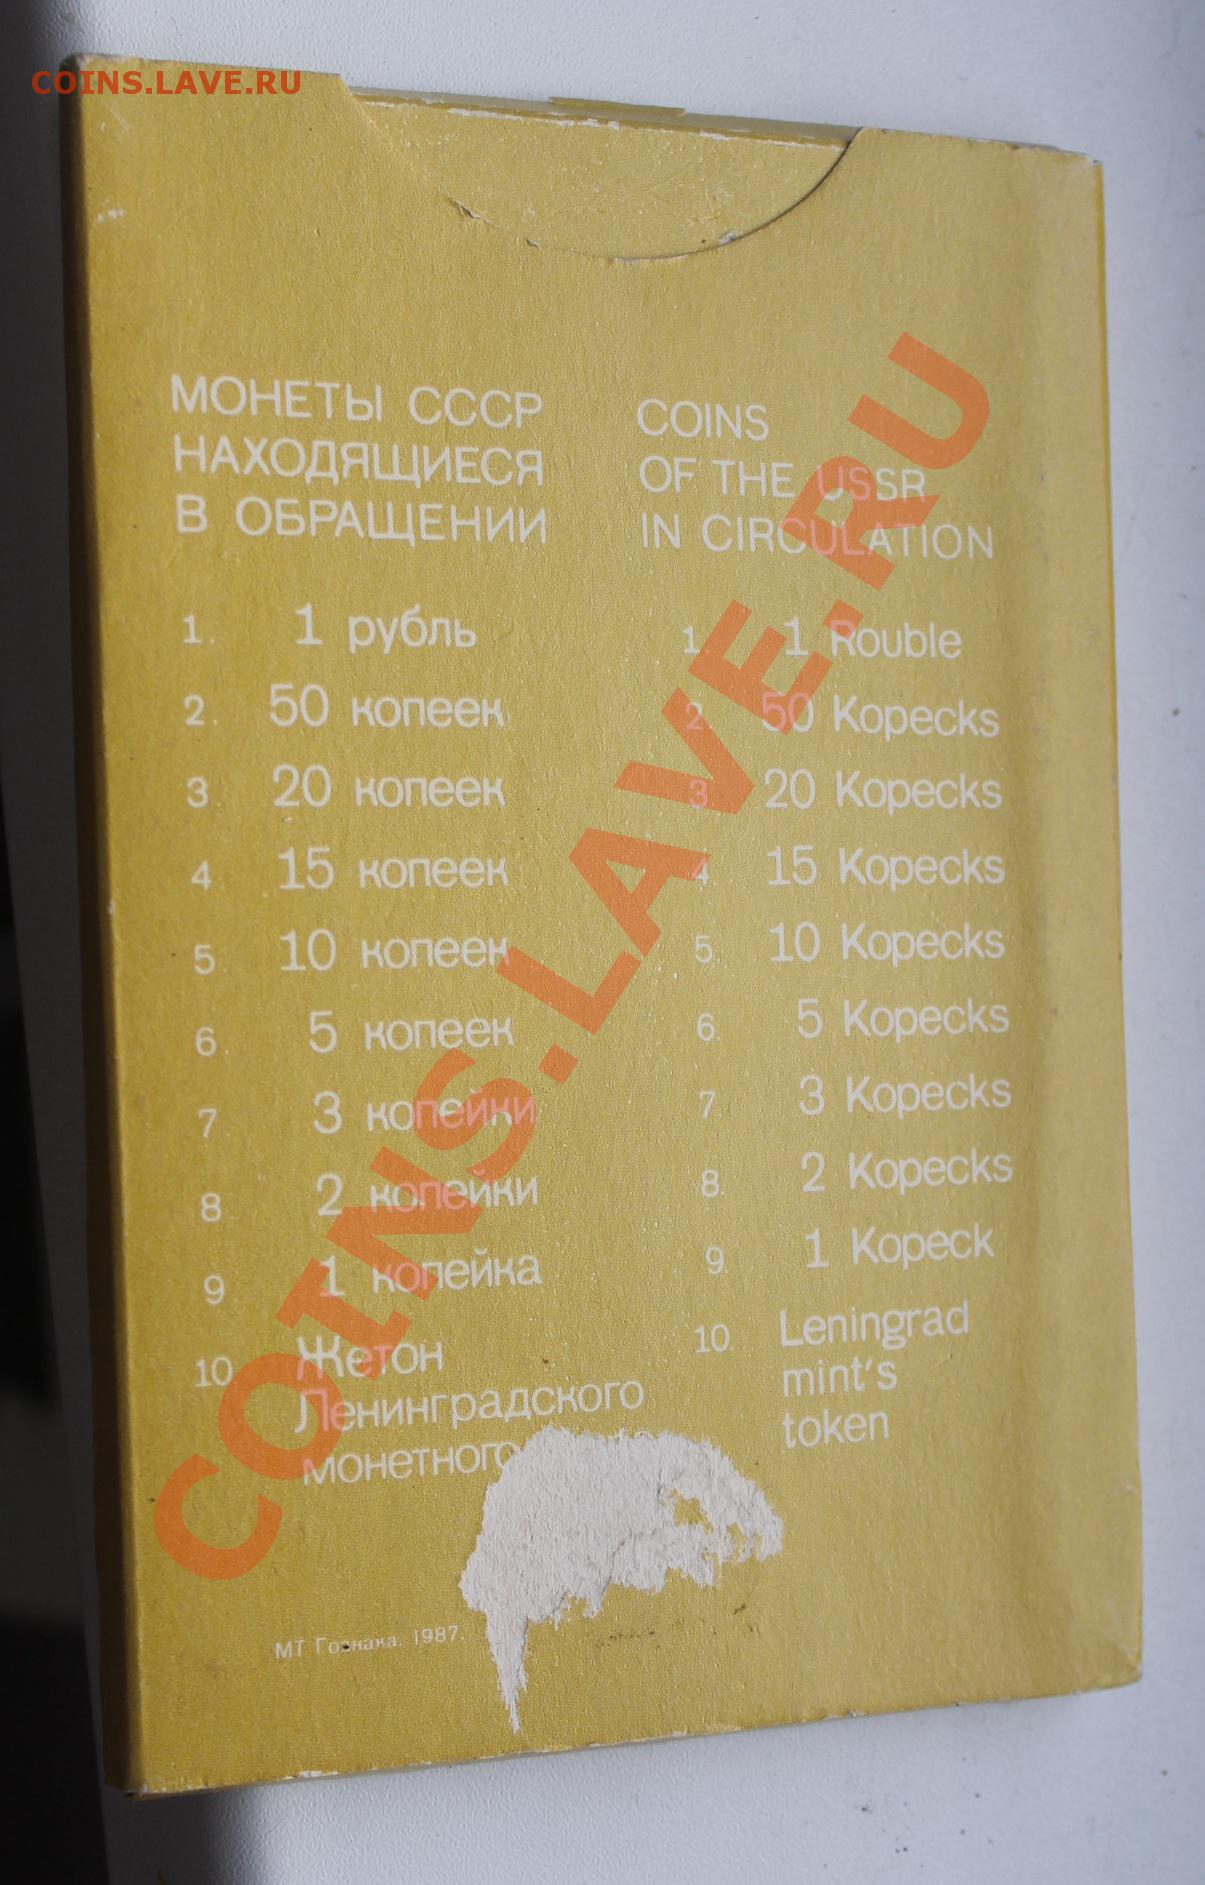 COINS.LAVE.RU
МОНЕТЫ СССР
НАХОДЯЩИЕСЯ
В ОБРАЩЕНИИ
1. 1 рубль
2. 50 копеек
3. 20 копеек
4. 15 копеек
5. 10 копеек
6. 5 копеек
7. 3 копейки
8. 2 копейки
9. 1 копейка
10. Жетон
Ленинградского
монетного
МТ Гознака. 1987.
COINS
OF THE USSR
IN CIRCULATION
1. 1 Rouble
2. 50 Kopecks
3. 20 Kopecks
4. 15 Kopecks
5. 10 Kopecks
6. 5 Kopecks
7. 3 Kopecks
8. 2 Kopecks
9. 1 Kopeck
10. Leningrad
mint's
token
COINS.LAVE.RU